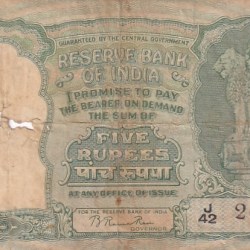 GUARANTEED BY THE CENTRAL GOVERNMENT
RESERVE BANK
OF INDIA
I PROMISE TO PAY
THE BEARER ON DEMAND
THE SUM OF
FIVE
RUPEES
पांच रुपया
AT ANY OFFICE OF ISSUE.
FOR THE RESERVE BANK OF INDIA
GOVERNOR
J
42
2